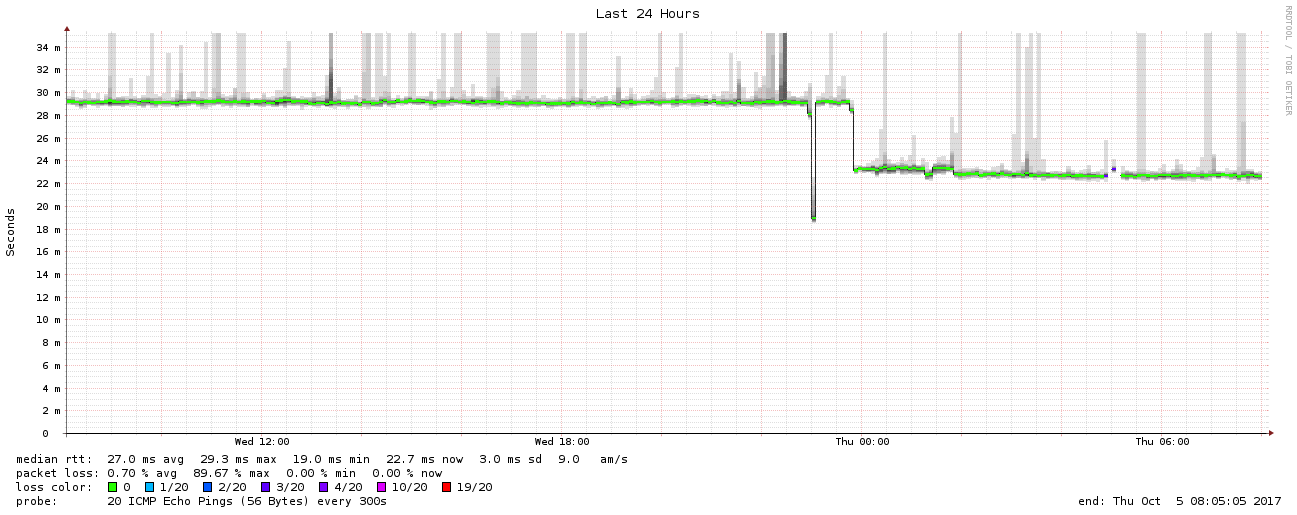 Last 24 Hours
RRDTOOL / TOBI OETIKER
Seconds
34 m
32 m
30 m
28 m
26 m
24 m
22 m
20 m
18 m
16 m
14 m
12 m
10 m
8 m
6 m
4 m
2 m
0
Wed 12:00 Wed 18:00 Thu 00:00 Thu 06:00
median rtt: 27.0 ms avg 29.3 ms max 19.0 ms min 22.7 ms now 3.0 ms sd 9.0 am/s
packet loss: 0.70 % avg 89.67 % max 0.00 % min 0.00 % now
loss color: 0 1/20 2/20 3/20 4/20 10/20 19/20
probe: 20 ICMP Echo Pings (56 Bytes) every 300s end: Thu Oct 5 08:05:05 2017